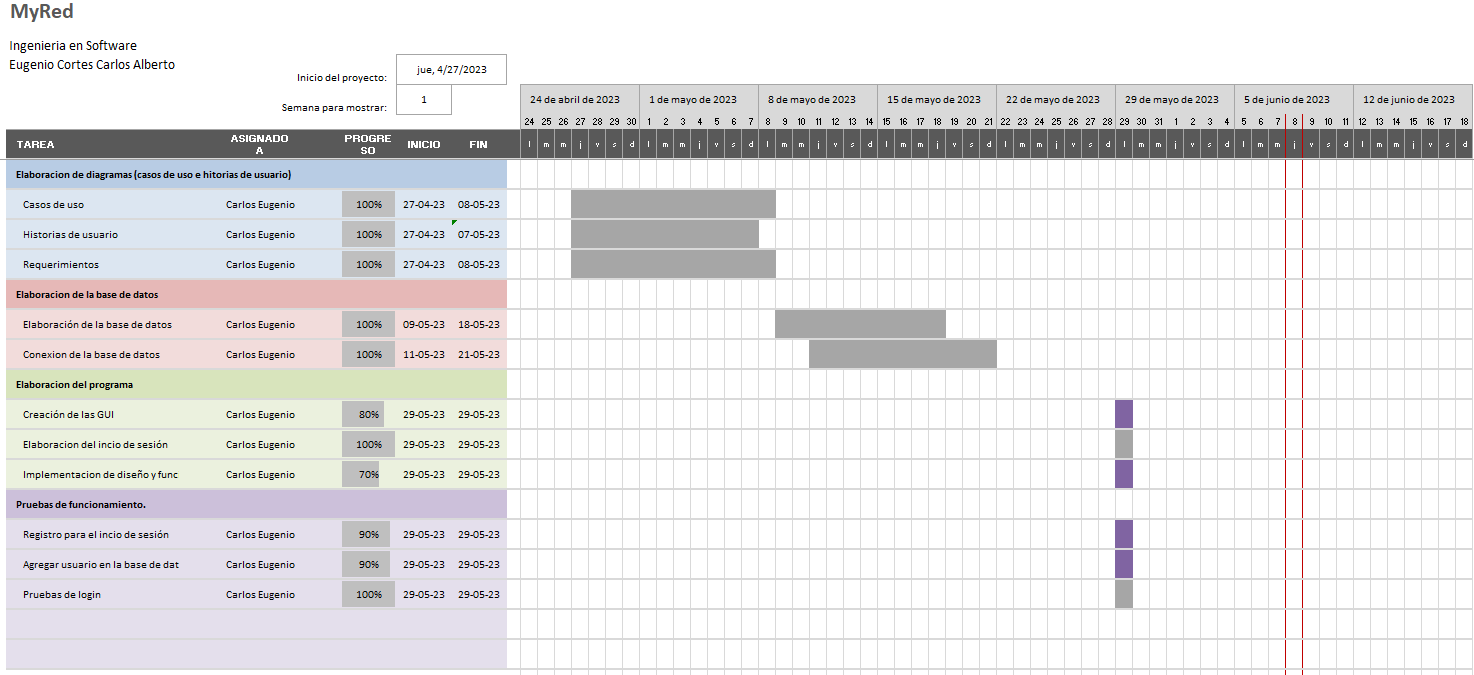 MyRed
Ingenieria en Software
Eugenio Cortes Carlos Alberto
Inicio del proyecto: jue, 4/27/2023
Semana para mostrar: 1
24 de abril de 2023 1 de mayo de 2023 8 de mayo de 2023 15 de mayo de 2023 22 de mayo de 2023 29 de mayo de 2023 5 de junio de 2023 12 de junio de 2023
24 25 26 27 28 29 30 1 2 3 4 5 6 7 8 9 10 11 12 13 14 15 16 17 18 19 20 21 22 23 24 25 26 27 28 29 30 31 1 2 3 4 5 6 7 8 9 10 11 12 13 14 15 16 17 18
TAREA ASIGNADO A PROGRESO INICIO FIN l m m j v s d l m m j v s d l m m j v s d l m m j v s d l m m j v s d l m m j v s d l m m j v s d l m m j v s d
Elaboracion de diagramas (casos de uso e hitorias de usuario)
Casos de uso Carlos Eugenio 100% 27-04-23 08-05-23
Historias de usuario Carlos Eugenio 100% 27-04-23 07-05-23
Requerimientos Carlos Eugenio 100% 27-04-23 08-05-23
Elaboracion de la base de datos
Elaboración de la base de datos Carlos Eugenio 100% 09-05-23 18-05-23
Conexion de la base de datos Carlos Eugenio 100% 11-05-23 21-05-23
Elaboracion del programa
Creación de las GUI Carlos Eugenio 80% 29-05-23 29-05-23
Elaboracion del incio de sesión Carlos Eugenio 100% 29-05-23 29-05-23
Implementacion de diseño y func Carlos Eugenio 70% 29-05-23 29-05-23
Pruebas de funcionamiento.
Registro para el incio de sesión Carlos Eugenio 90% 29-05-23 29-05-23
Agregar usuario en la base de dat Carlos Eugenio 90% 29-05-23 29-05-23
Pruebas de login Carlos Eugenio 100% 29-05-23 29-05-23